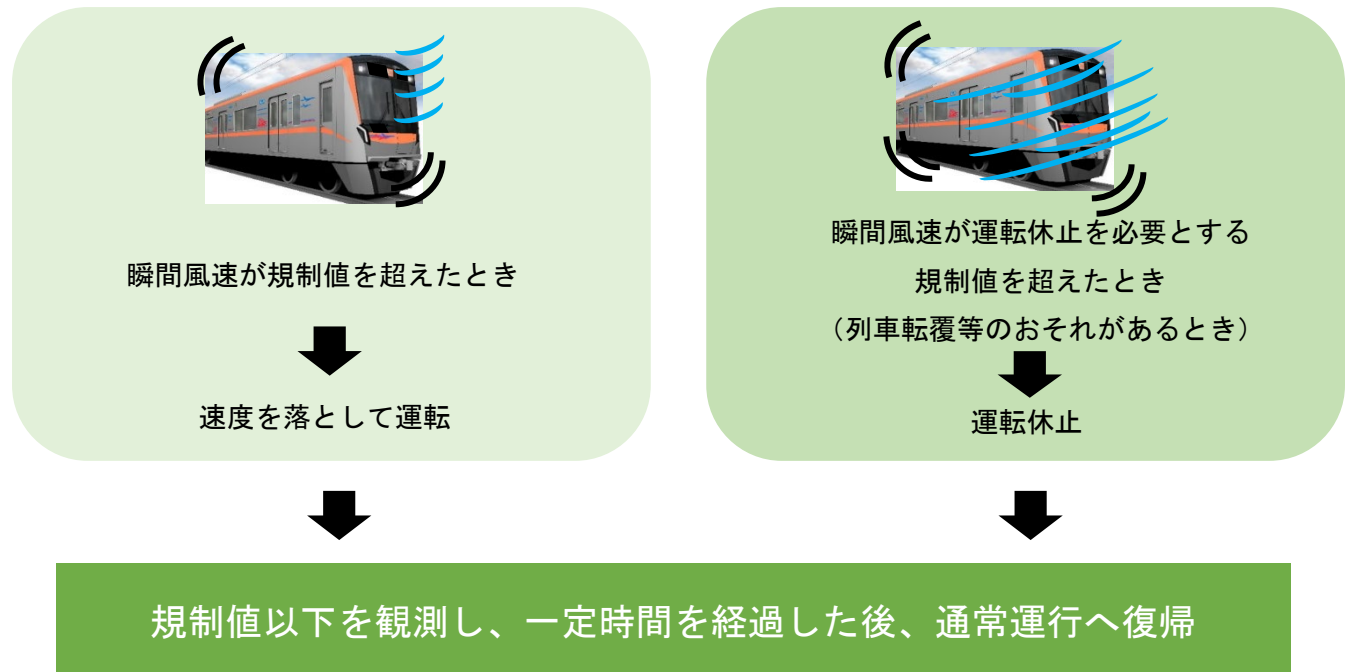 瞬間風速が規制値を超えたとき
速度を落として運転
瞬間風速が運転休止を必要とする
規制値を超えたとき
（列車転覆等のおそれがあるとき）
運転休止
規制値以下を観測し、一定時間を経過した後、通常運行へ復帰